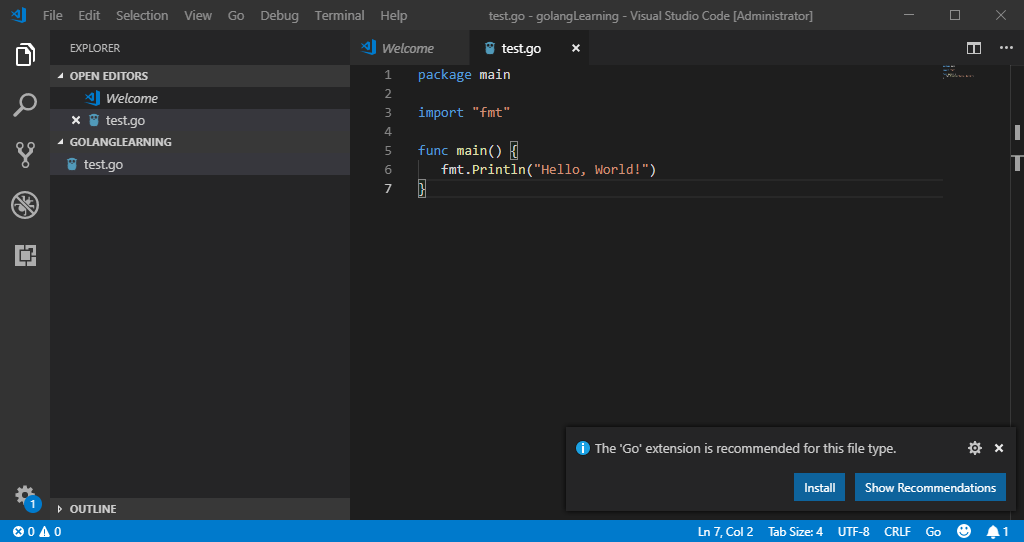 File Edit Selection View Go Debug Terminal Help test.go - golangLearning - Visual Studio Code [Administrator]
EXPLORER
OPEN EDITORS
Welcome
test.go
GOLANGLEARNING
test.go
OUTLINE
Welcome test.go
1 package main
2
3 import "fmt"
4
5 func main() {
6 fmt.Println("Hello, World!")
7 }
The 'Go' extension is recommended for this file type.
Install Show Recommendations
1
0 0 Ln 7, Col 2 Tab Size: 4 UTF-8 CRLF Go 1